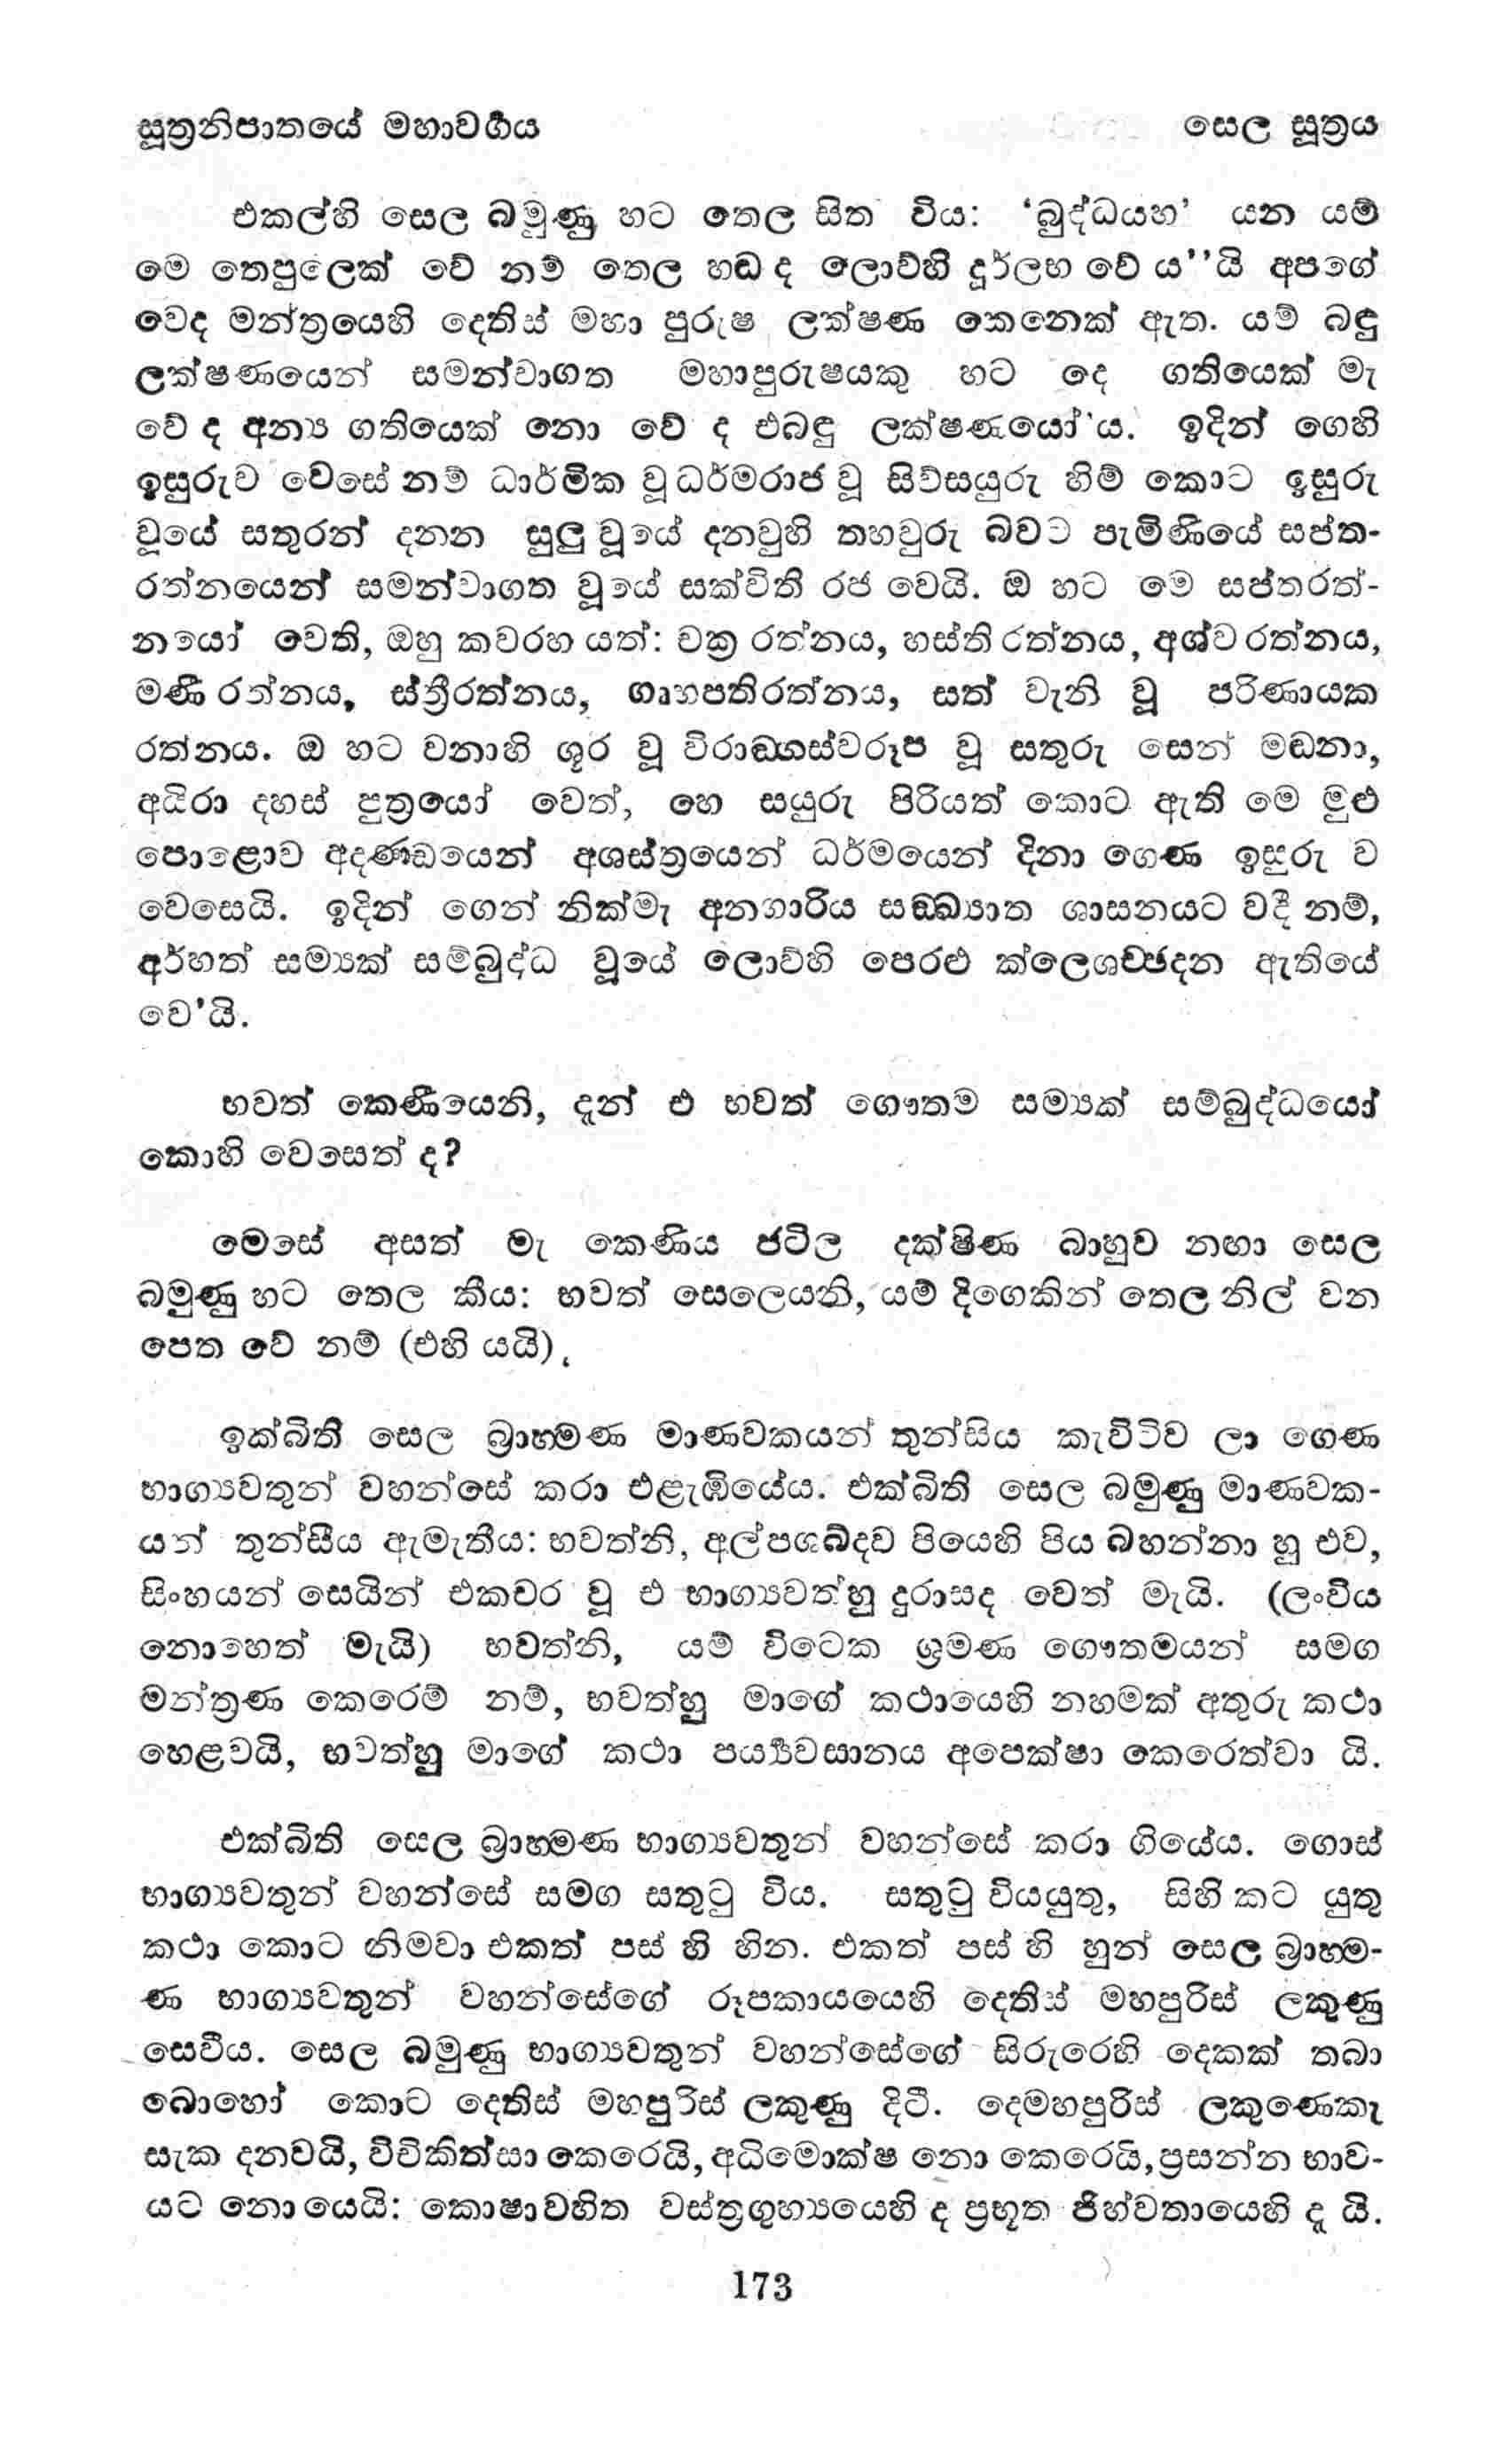 සූත්‍රනිපාතයේ මහාවර්‍ගය සෙල සූත්‍රය
එකල්හි සෙල බමුණු හට තෙල සිත විය: ‘බුද්ධයහ’ යන යම්
මෙ තෙපුලෙක් වේ නම් තෙල හඬ ද ලොව්හි දුර්ලභ වේ ය’’යි අපගේ
වෙද මන්ත්‍රයෙහි දෙතිස් මහා පුරුෂ ලක්ෂණ කෙනෙක් ඇත. යම් බඳු
ලක්ෂණයෙන් සමන්වාගත මහාපුරුෂයකු හට දෙ ගතියෙක් මැ
වේ ද අන්‍ය ගතියෙක් නො වේ ද එබඳු ලක්ෂණයෝ’ය. ඉදින් ගෙහි
ඉසුරුව වෙසේ නම් ධාර්මික වූ ධර්මරාජ වූ සිව්සයුරු හිම් කොට ඉසුරු
වූයේ සතුරන් දනන සුලු වූයේ දනවුහි තහවුරු බවට පැමිණියේ සප්ත-
රත්නයෙන් සමන්වාගත වූයේ සක්විති රජ වෙයි. ඔ හට මෙ සප්තරත්-
නයෝ වෙති, ඔහු කවරහ යත්: චක්‍ර රත්නය, හස්ති රත්නය, අශ්ව රත්නය,
මණි රත්නය, ස්ත්‍රීරත්නය, ගෘහපතිරත්නය, සත් වැනි වූ පරිණායක
රත්නය. ඔ හට වනාහි ශූර වූ විරාඞ්ගස්වරූප වූ සතුරු සෙන් මඬනා,
අයිරා දහස් පුත්‍රයෝ වෙත්, හෙ සයුරු පිරියත් කොට ඇති මෙ මුළු
පොළොව අදණ්ඩයෙන් අශස්ත්‍රයෙන් ධර්මයෙන් දිනා ගෙණ ඉසුරු ව
වෙසෙයි. ඉදින් ගෙන් නික්මැ අනගාරිය සඞ්ඛ්‍යාත ශාසනයට වදී නම්,
අර්හත් සම්‍යක් සම්බුද්ධ වූයේ ලොව්හි පෙරළු ක්ලෙශච්ඡදන ඇතියේ
වෙ’යි.
භවත් කෙණියෙනි, දැන් එ භවත් ගෞතම සම්‍යක් සම්බුද්ධයෝ
කොහි වෙසෙත් ද?
මෙසේ අසත් මැ කෙණිය ජටිල දක්ෂිණ බාහුව නඟා සෙල
බමුණු හට තෙල කීය: භවත් සෙලෙයනි, යම් දිගෙකින් තෙල නිල් වන
පෙත වේ නම් (එහි යයි).
ඉක්බිති සෙල බ්‍රාහ්මණ මාණවකයන් තුන්සිය කැව්ටිව ලා ගෙණ
භාග්‍යවතුන් වහන්සේ කරා එළැඹියේය. එක්බිති සෙල බමුණු මාණවක-
යන් තුන්සීය ඇමැතීය: භවත්නි, අල්පශබ්දව පියෙහි පිය බහන්නා හූ එව,
සිංහයන් සෙයින් එකචර වූ එ භාග්‍යවත්හු දුරාසද වෙත් මැයි. (ලංවිය
නොහෙත් මැයි) භවත්නි, යම් විටෙක ශ්‍රමණ ගෞතමයන් සමග
මන්ත්‍රණ කෙරෙම් නම්, භවත්හු මාගේ කථායෙහි නහමක් අතුරු කථා
හෙළවයි, භවත්හු මාගේ කථා පර්‍ය්‍යවසානය අපෙක්ෂා කෙරෙත්වා යි.
එක්බිති සෙල බ්‍රාහ්මණ භාග්‍යවතුන් වහන්සේ කරා ගියේය. ගොස්
භාග්‍යවතුන් වහන්සේ සමග සතුටු විය. සතුටු වියයුතු, සිහි කට යුතු
කථා කොට නිමවා එකත් පස් හි හින. එකත් පස් හි හුන් සෙල බ්‍රාහ්ම-
ණ භාග්‍යවතුන් වහන්සේගේ රූපකායයෙහි දෙතිස් මහපුරිස් ලකුණු
සෙවීය. සෙල බමුණු භාග්‍යවතුන් වහන්සේගේ සිරුරෙහි දෙකක් තබා
බොහෝ කොට දෙතිස් මහපුරිස් ලකුණු දිටී. දෙමහපුරිස් ලකුණෙකැ
සැක දනවයි, විචිකිත්සා කෙරෙයි, අධිමොක්ෂ නො කෙරෙයි, ප්‍රසන්න භාව-
යට නො යෙයි: කොෂාවහිත වස්ත්‍රගුහ්‍යයෙහි ද ප්‍රභූත ජිහ්වතායෙහි දැ යි.
173